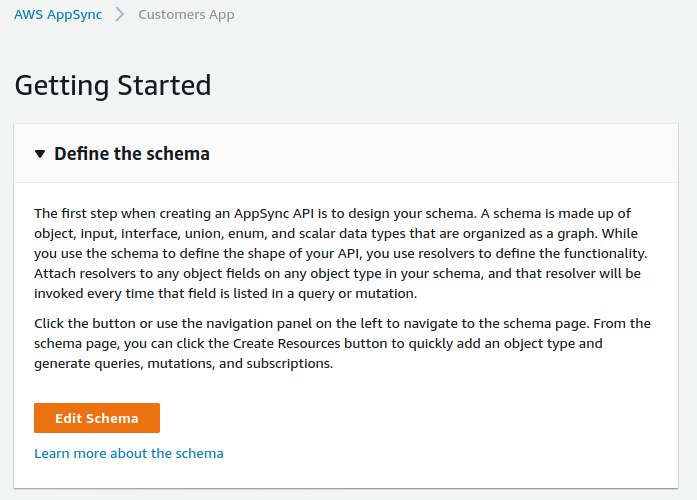 AWS AppSync > Customers App
Getting Started
Define the schema
The first step when creating an AppSync API is to design your schema. A schema is made up of
object, input, interface, union, enum, and scalar data types that are organized as a graph. While
you use the schema to define the shape of your API, you use resolvers to define the functionality.
Attach resolvers to any object fields on any object type in your schema, and that resolver will be
invoked every time that field is listed in a query or mutation.
Click the button or use the navigation panel on the left to navigate to the schema page. From the
schema page, you can click the Create Resources button to quickly add an object type and
generate queries, mutations, and subscriptions.
Edit Schema
Learn more about the schema